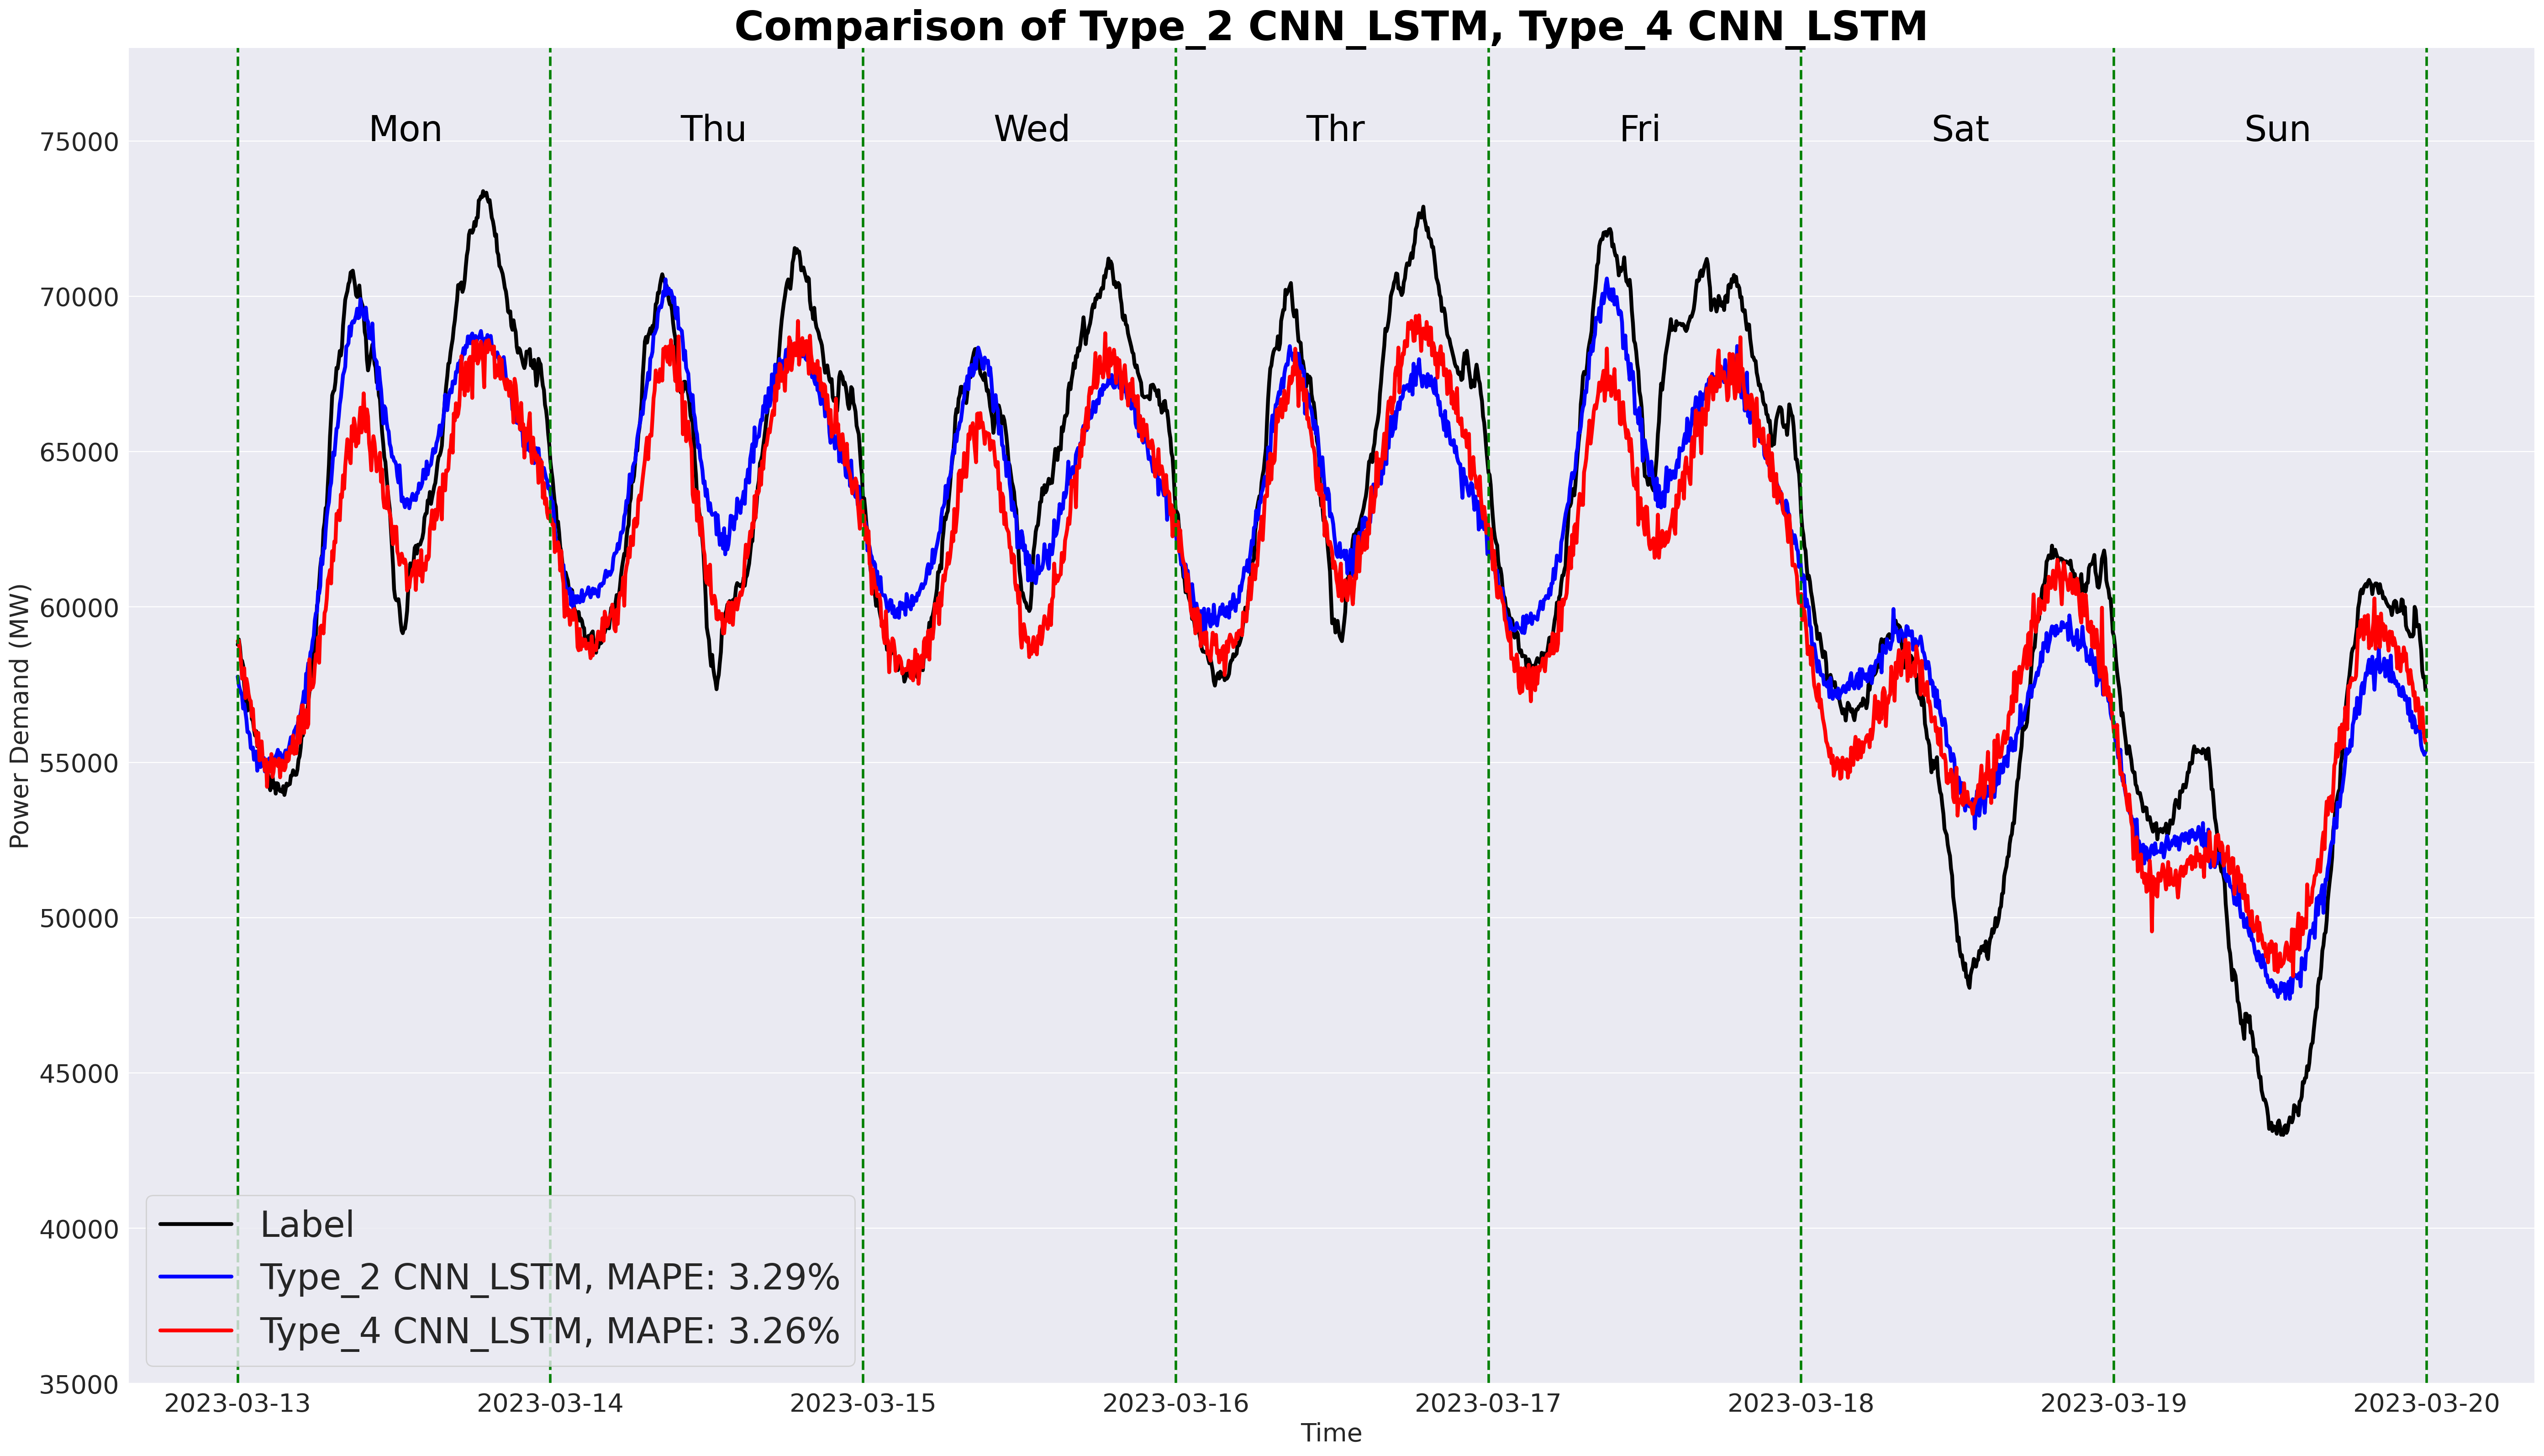 Comparison of Type_2 CNN_LSTM, Type_4 CNN_LSTM
Mon Thu Wed Thr Fri Sat Sun
75000
70000
65000
60000
55000
50000
45000
40000
35000
Power Demand (MW)
Label
Type_2 CNN_LSTM, MAPE: 3.29%
Type_4 CNN_LSTM, MAPE: 3.26%
2023-03-13 2023-03-14 2023-03-15 2023-03-16 2023-03-17 2023-03-18 2023-03-19 2023-03-20
Time